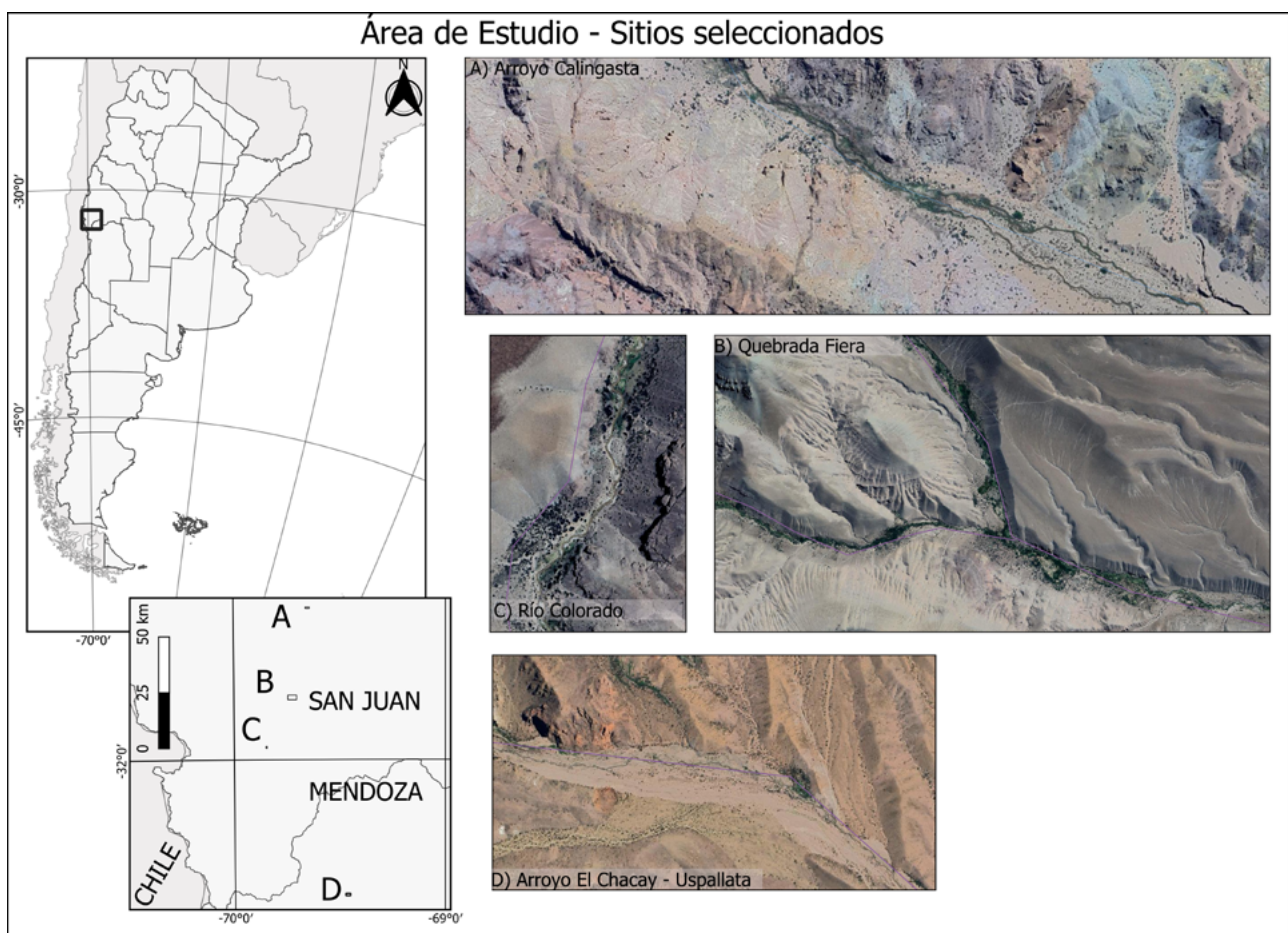 Área de Estudio - Sitios seleccionados
N
-30°0'
-45°0'
-70°0'
A) Arroyo Calingasta
B) Quebrada Fiera
C) Río Colorado
D) Arroyo El Chacay - Uspallata
50 km
25
0
A
B
SAN JUAN
C
-32°0'
MENDOZA
CHILE
D
-70°0'
-69°0'